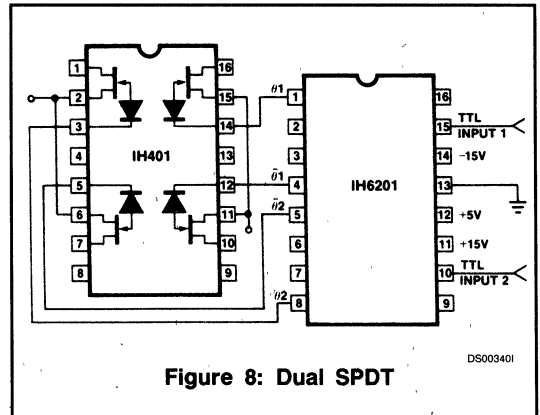 1
2
3
4
5
6
7
8
16
15
14
13
12
11
10
9
IH401
θ1
θ̄1
θ̄2
θ2
1
2
3
4
5
6
7
8
16
15
14
13
12
11
10
9
IH6201
TTL
INPUT 1
-15V
+5V
+15V
TTL
INPUT 2
DS00340I
Figure 8: Dual SPDT